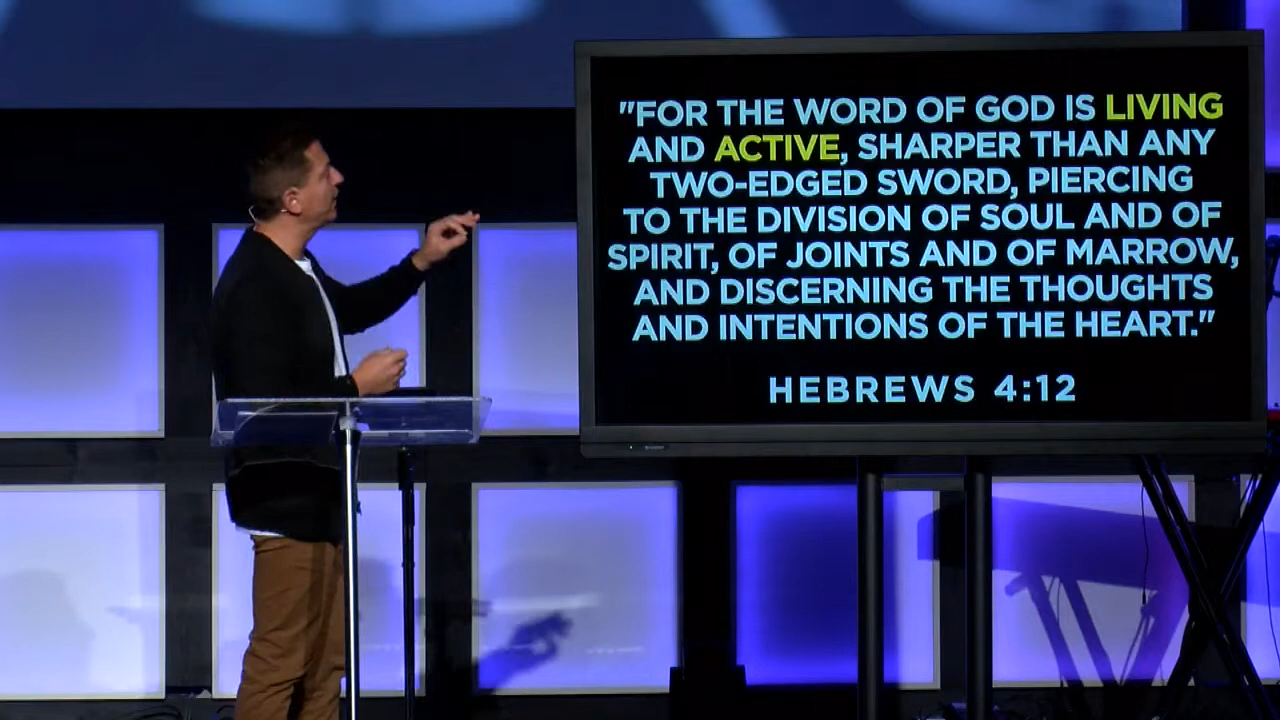 "FOR THE WORD OF GOD IS LIVING
AND ACTIVE, SHARPER THAN ANY
TWO-EDGED SWORD, PIERCING
TO THE DIVISION OF SOUL AND OF
SPIRIT, OF JOINTS AND OF MARROW,
AND DISCERNING THE THOUGHTS
AND INTENTIONS OF THE HEART."
HEBREWS 4:12